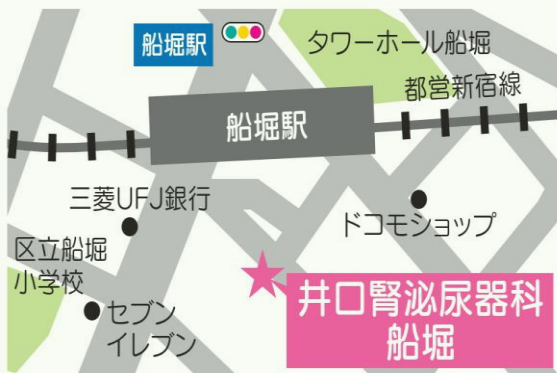 船堀駅
タワーホール船堀
都営新宿線
船堀駅
三菱UFJ銀行
ドコモショップ
区立船堀
小学校
セブン
イレブン
井口腎泌尿器科
船堀